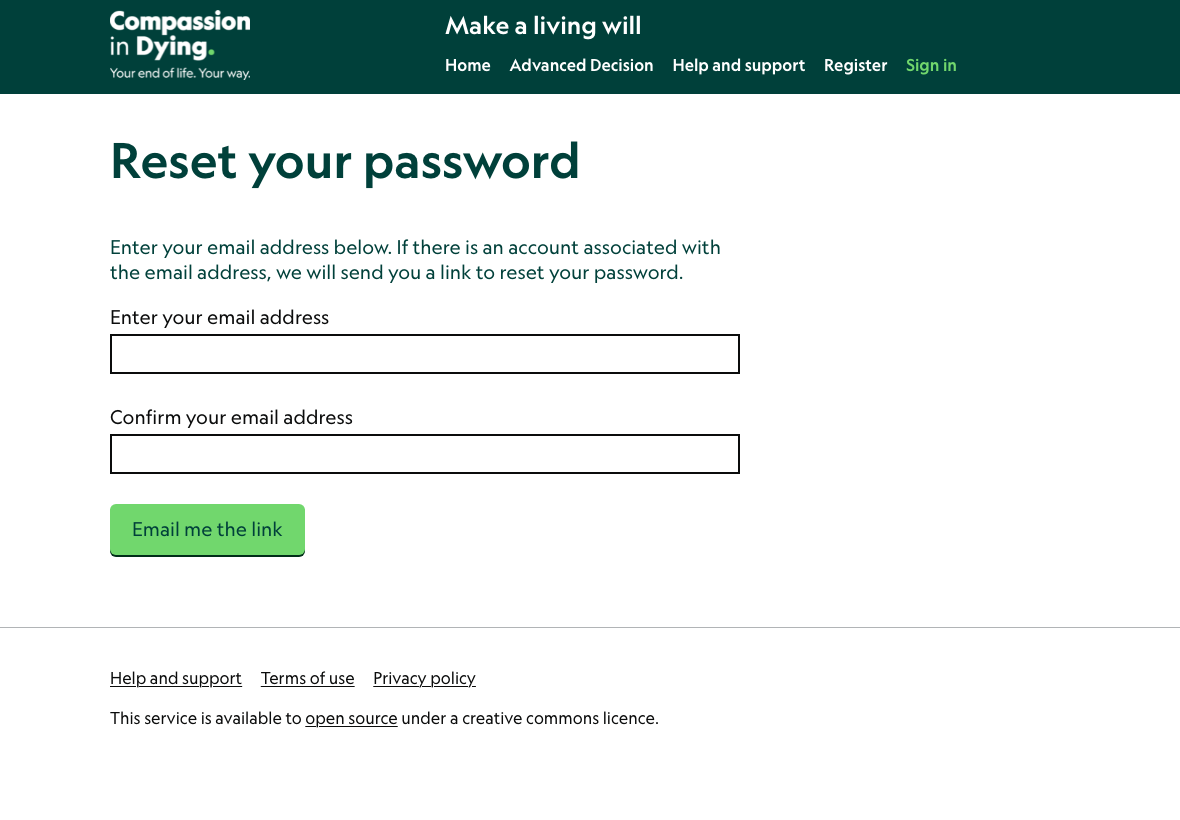 Compassion
in Dying.
Your end of life. Your way.
Make a living will
Home Advanced Decision Help and support Register Sign in
Reset your password
Enter your email address below. If there is an account associated with
the email address, we will send you a link to reset your password.
Enter your email address
Confirm your email address
Email me the link
Help and support Terms of use Privacy policy
This service is available to open source under a creative commons licence.